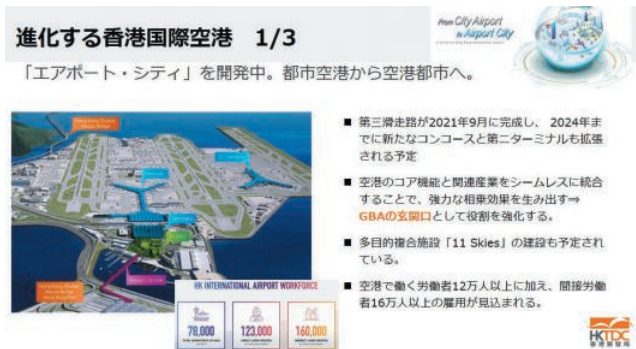 進化する香港国際空港 1/3
From City Airport
to Airport City
「エアポート・シティ」を開発中。都市空港から空港都市へ。
■ 第三滑走路が2021年9月に完成し、 2024年ま
でに新たなコンコースと第二ターミナルも拡張
される予定
■ 空港のコア機能と関連産業をシームレスに統合
することで、強力な相乗効果を生み出す⇒
GBAの玄関口として役割を強化する。
■ 多目的複合施設「11 Skies」の建設も予定され
ている。
■ 空港で働く労働者12万人以上に加え、間接労働
者16万人以上の雇用が見込まれる。
HK INTERNATIONAL AIRPORT WORKFORCE
78,000
123,000
160,000
HKTDC
香港貿發局